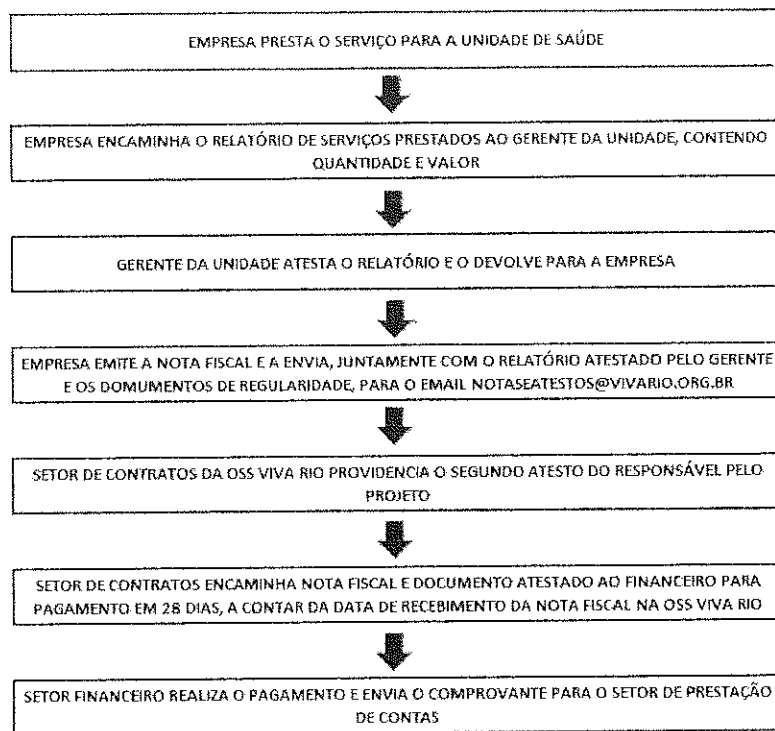 EMPRESA PRESTA O SERVIÇO PARA A UNIDADE DE SAÚDE
EMPRESA ENCAMINHA O RELATÓRIO DE SERVIÇOS PRESTADOS AO GERENTE DA UNIDADE, CONTENDO
QUANTIDADE E VALOR
GERENTE DA UNIDADE ATESTA O RELATÓRIO E O DEVOLVE PARA A EMPRESA
EMPRESA EMITE A NOTA FISCAL E A ENVIA, JUNTAMENTE COM O RELATÓRIO ATESTADO PELO GERENTE
E OS DOMUMENTOS DE REGULARIDADE, PARA O EMAIL NOTASEATESTOS@VIVARIO.ORG.BR
SETOR DE CONTRATOS DA OSS VIVA RIO PROVIDENCIA O SEGUNDO ATESTO DO RESPONSÁVEL PELO
PROJETO
SETOR DE CONTRATOS ENCAMINHA NOTA FISCAL E DOCUMENTO ATESTADO AO FINANCEIRO PARA
PAGAMENTO EM 28 DIAS, A CONTAR DA DATA DE RECEBIMENTO DA NOTA FISCAL NA OSS VIVA RIO
SETOR FINANCEIRO REALIZA O PAGAMENTO E ENVIA O COMPROVANTE PARA O SETOR DE PRESTAÇÃO
DE CONTAS